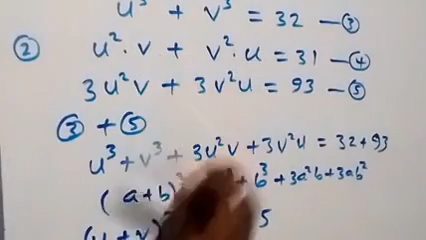 u³ + v³ = 32 —③
② u²·v + v²·u = 31 —④
3u²v + 3v²u = 93 —⑤
③ + ⑤
u³ + v³ + 3u²v + 3v²u = 32 + 93
(a+b) + b³ + 3a²b + 3ab²
(u+v) 5